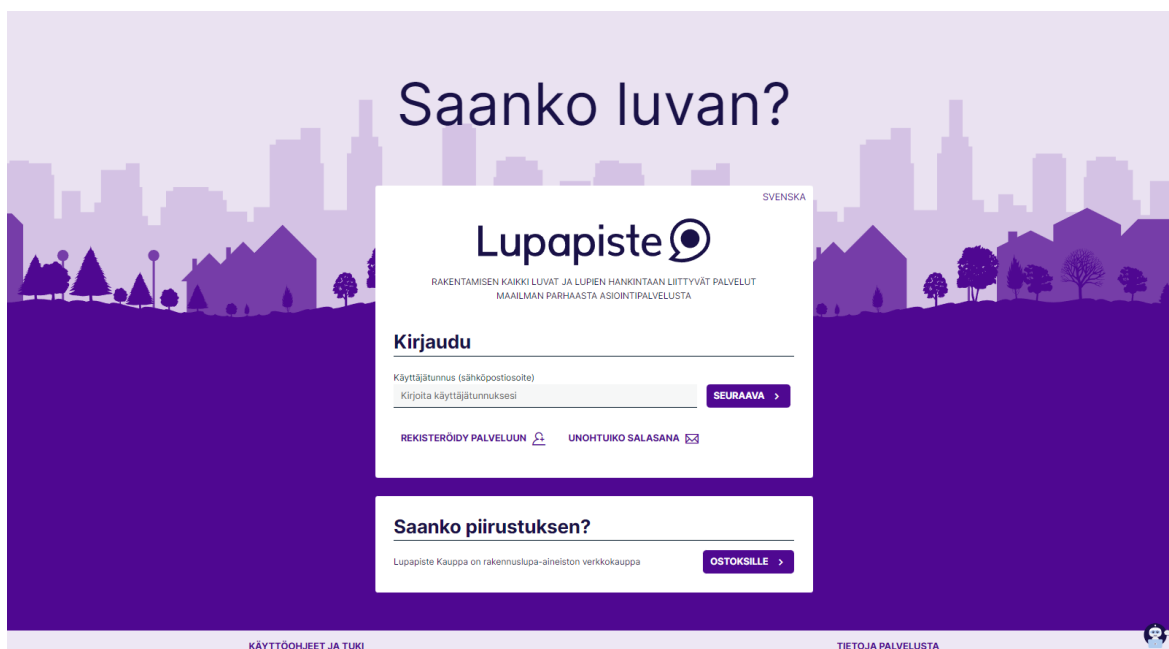 Saanko luvan?
SVENSKA
Lupapiste
RAKENTAMISEN KAIKKI LUVAT JA LUPIEN HANKINTAAN LIITTYVÄT PALVELUT
MAAILMAN PARHAASTA ASIOINTIPALVELUSTA
Kirjaudu
Käyttäjätunnus (sähköpostiosoite)
Kirjoita käyttäjätunnuksesi
SEURAAVA
REKISTERÖIDY PALVELUUN
UNOHTUIKO SALASANA
Saanko piirustuksen?
Lupapiste Kauppa on rakennuslupa-aineiston verkkokauppa
OSTOKSILLE
KÄYTTÖOHJEET JA TUKI
TIETOJA PALVELUSTA